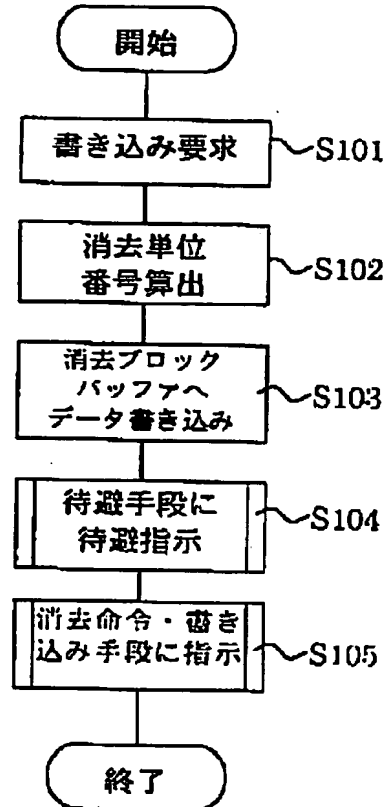 開始
書き込み要求
S101
消去単位
番号算出
S102
消去ブロック
バッファへ
データ書き込み
S103
待避手段に
待避指示
S104
消去命令・書き
込み手段に指示
S105
終了